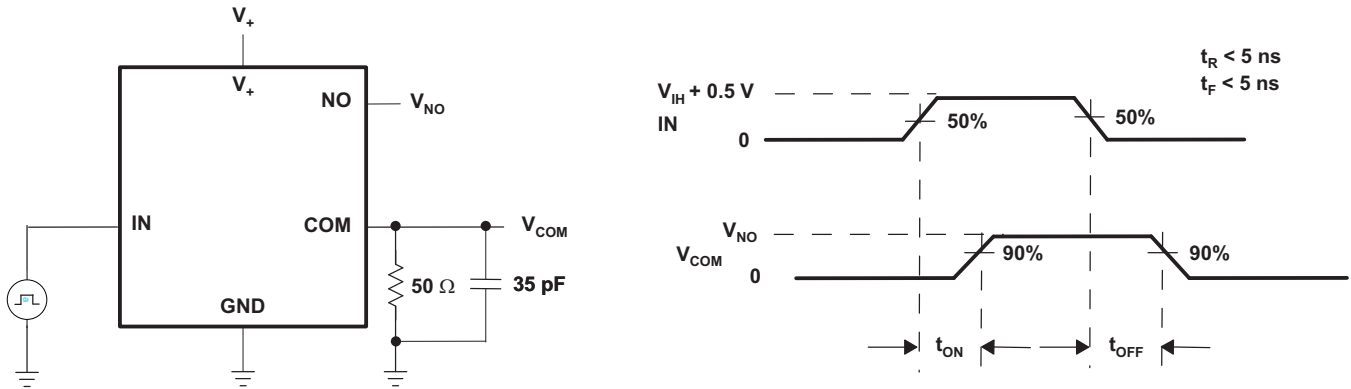 V+
V+
NO
VNO
IN
COM
VCOM
50 Ω
35 pF
GND
tR < 5 ns
tF < 5 ns
VIH + 0.5 V
IN
0
50%
50%
VNO
VCOM
0
90%
90%
tON
tOFF